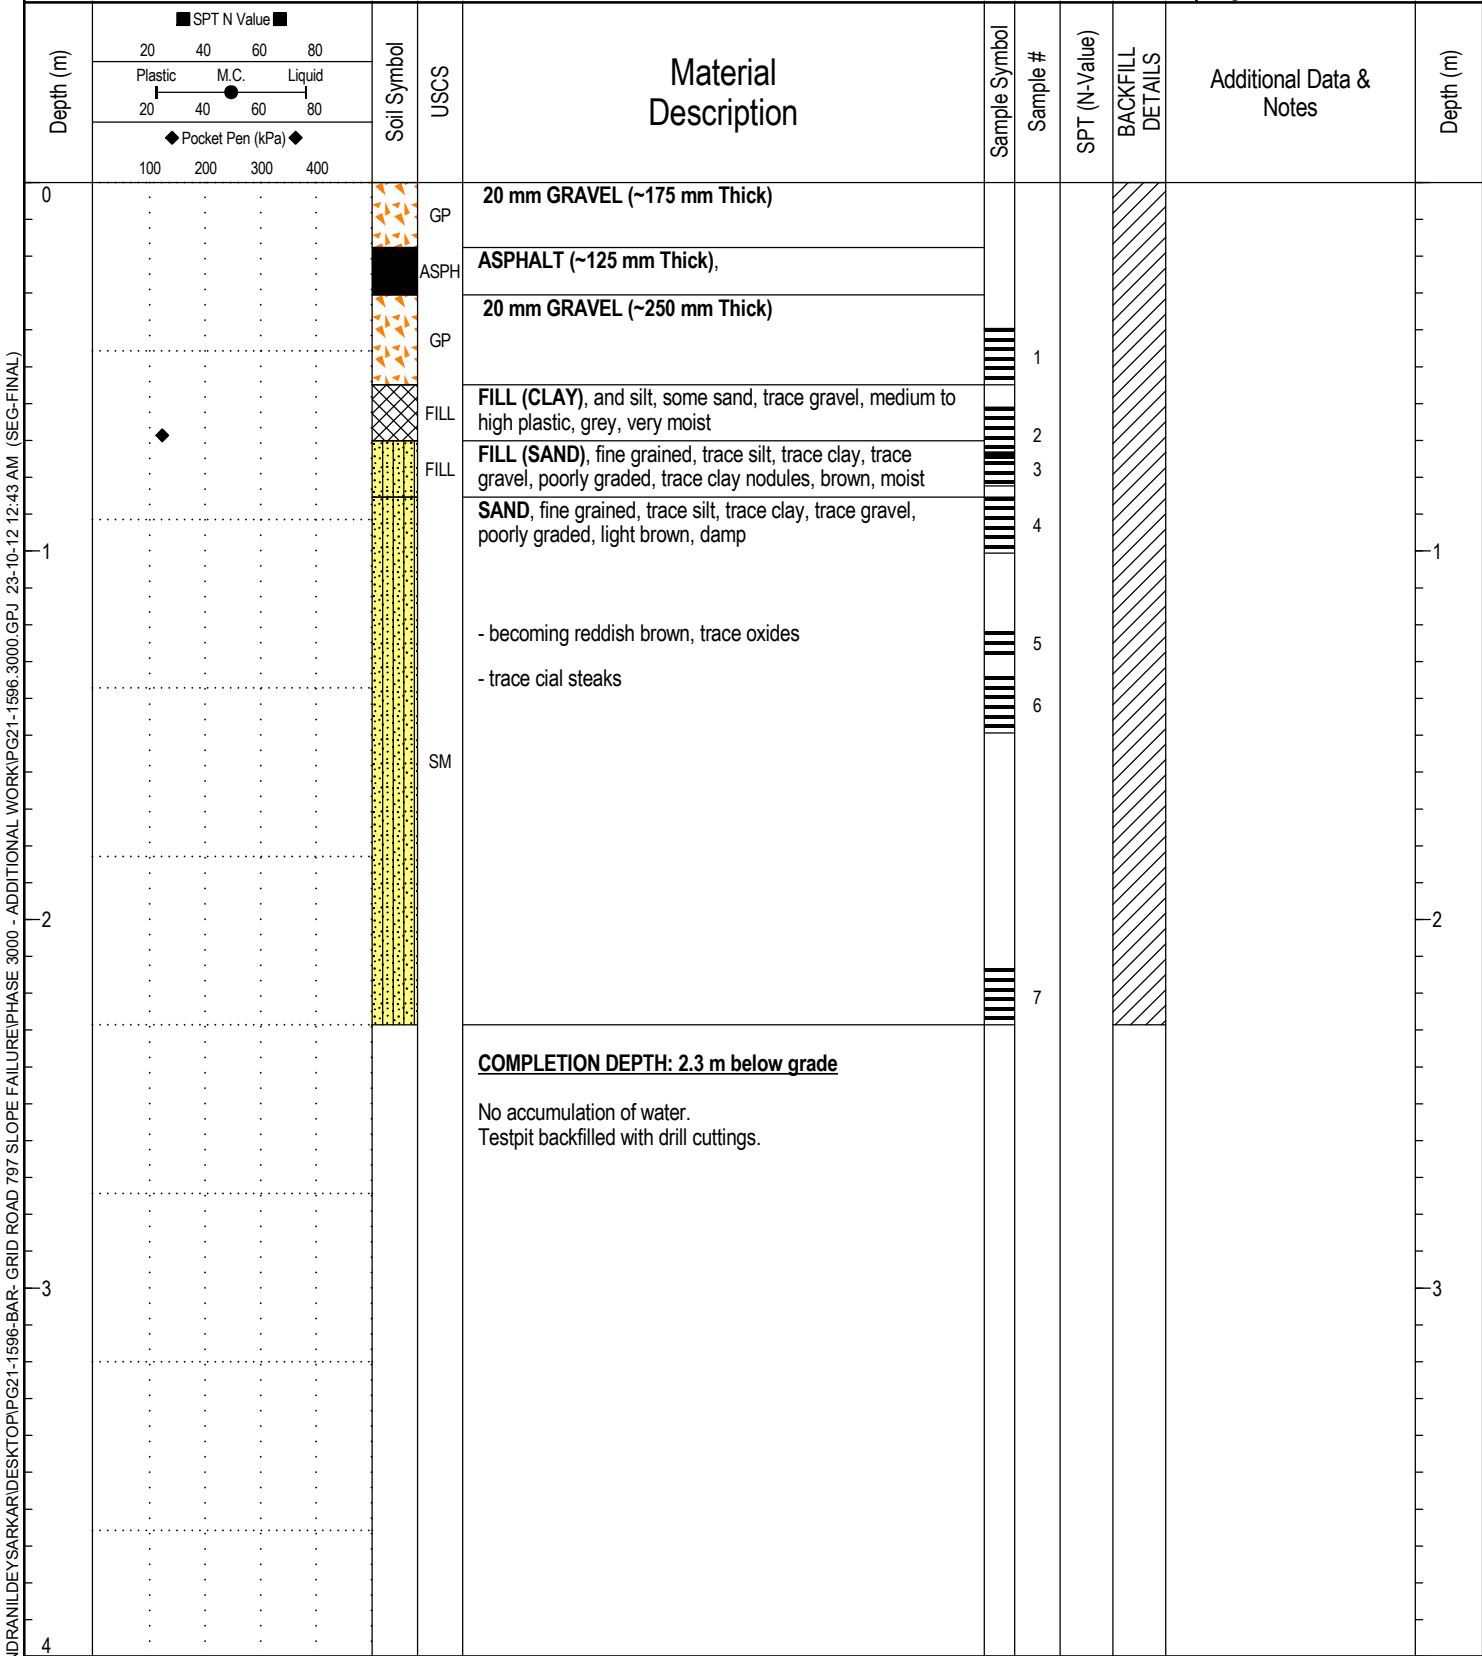 ■ SPT N Value ■
20 40 60 80
Plastic M.C. Liquid
20 40 60 80
◆ Pocket Pen (kPa) ◆
100 200 300 400
Depth (m)
Soil Symbol
USCS
Material
Description
Sample Symbol
Sample #
SPT (N-Value)
BACKFILL
DETAILS
Additional Data &
Notes
Depth (m)
0
GP
20 mm GRAVEL (~175 mm Thick)
ASPH
ASPHALT (~125 mm Thick),
20 mm GRAVEL (~250 mm Thick)
GP
1
FILL
FILL (CLAY), and silt, some sand, trace gravel, medium to
high plastic, grey, very moist
2
FILL
FILL (SAND), fine grained, trace silt, trace clay, trace
gravel, poorly graded, trace clay nodules, brown, moist
3
SAND, fine grained, trace silt, trace clay, trace gravel,
poorly graded, light brown, damp
4
1
1
- becoming reddish brown, trace oxides
5
- trace cial steaks
6
SM
2
2
7
COMPLETION DEPTH: 2.3 m below grade
No accumulation of water.
Testpit backfilled with drill cuttings.
3
3
4
NDRANILDEYSARKAR\DESKTOP\PG21-1596-BAR- GRID ROAD 797 SLOPE FAILURE\PHASE 3000 - ADDITIONAL WORK\PG21-1596.3000.GPJ 23-10-12 12:43 AM (SEG-FINAL)